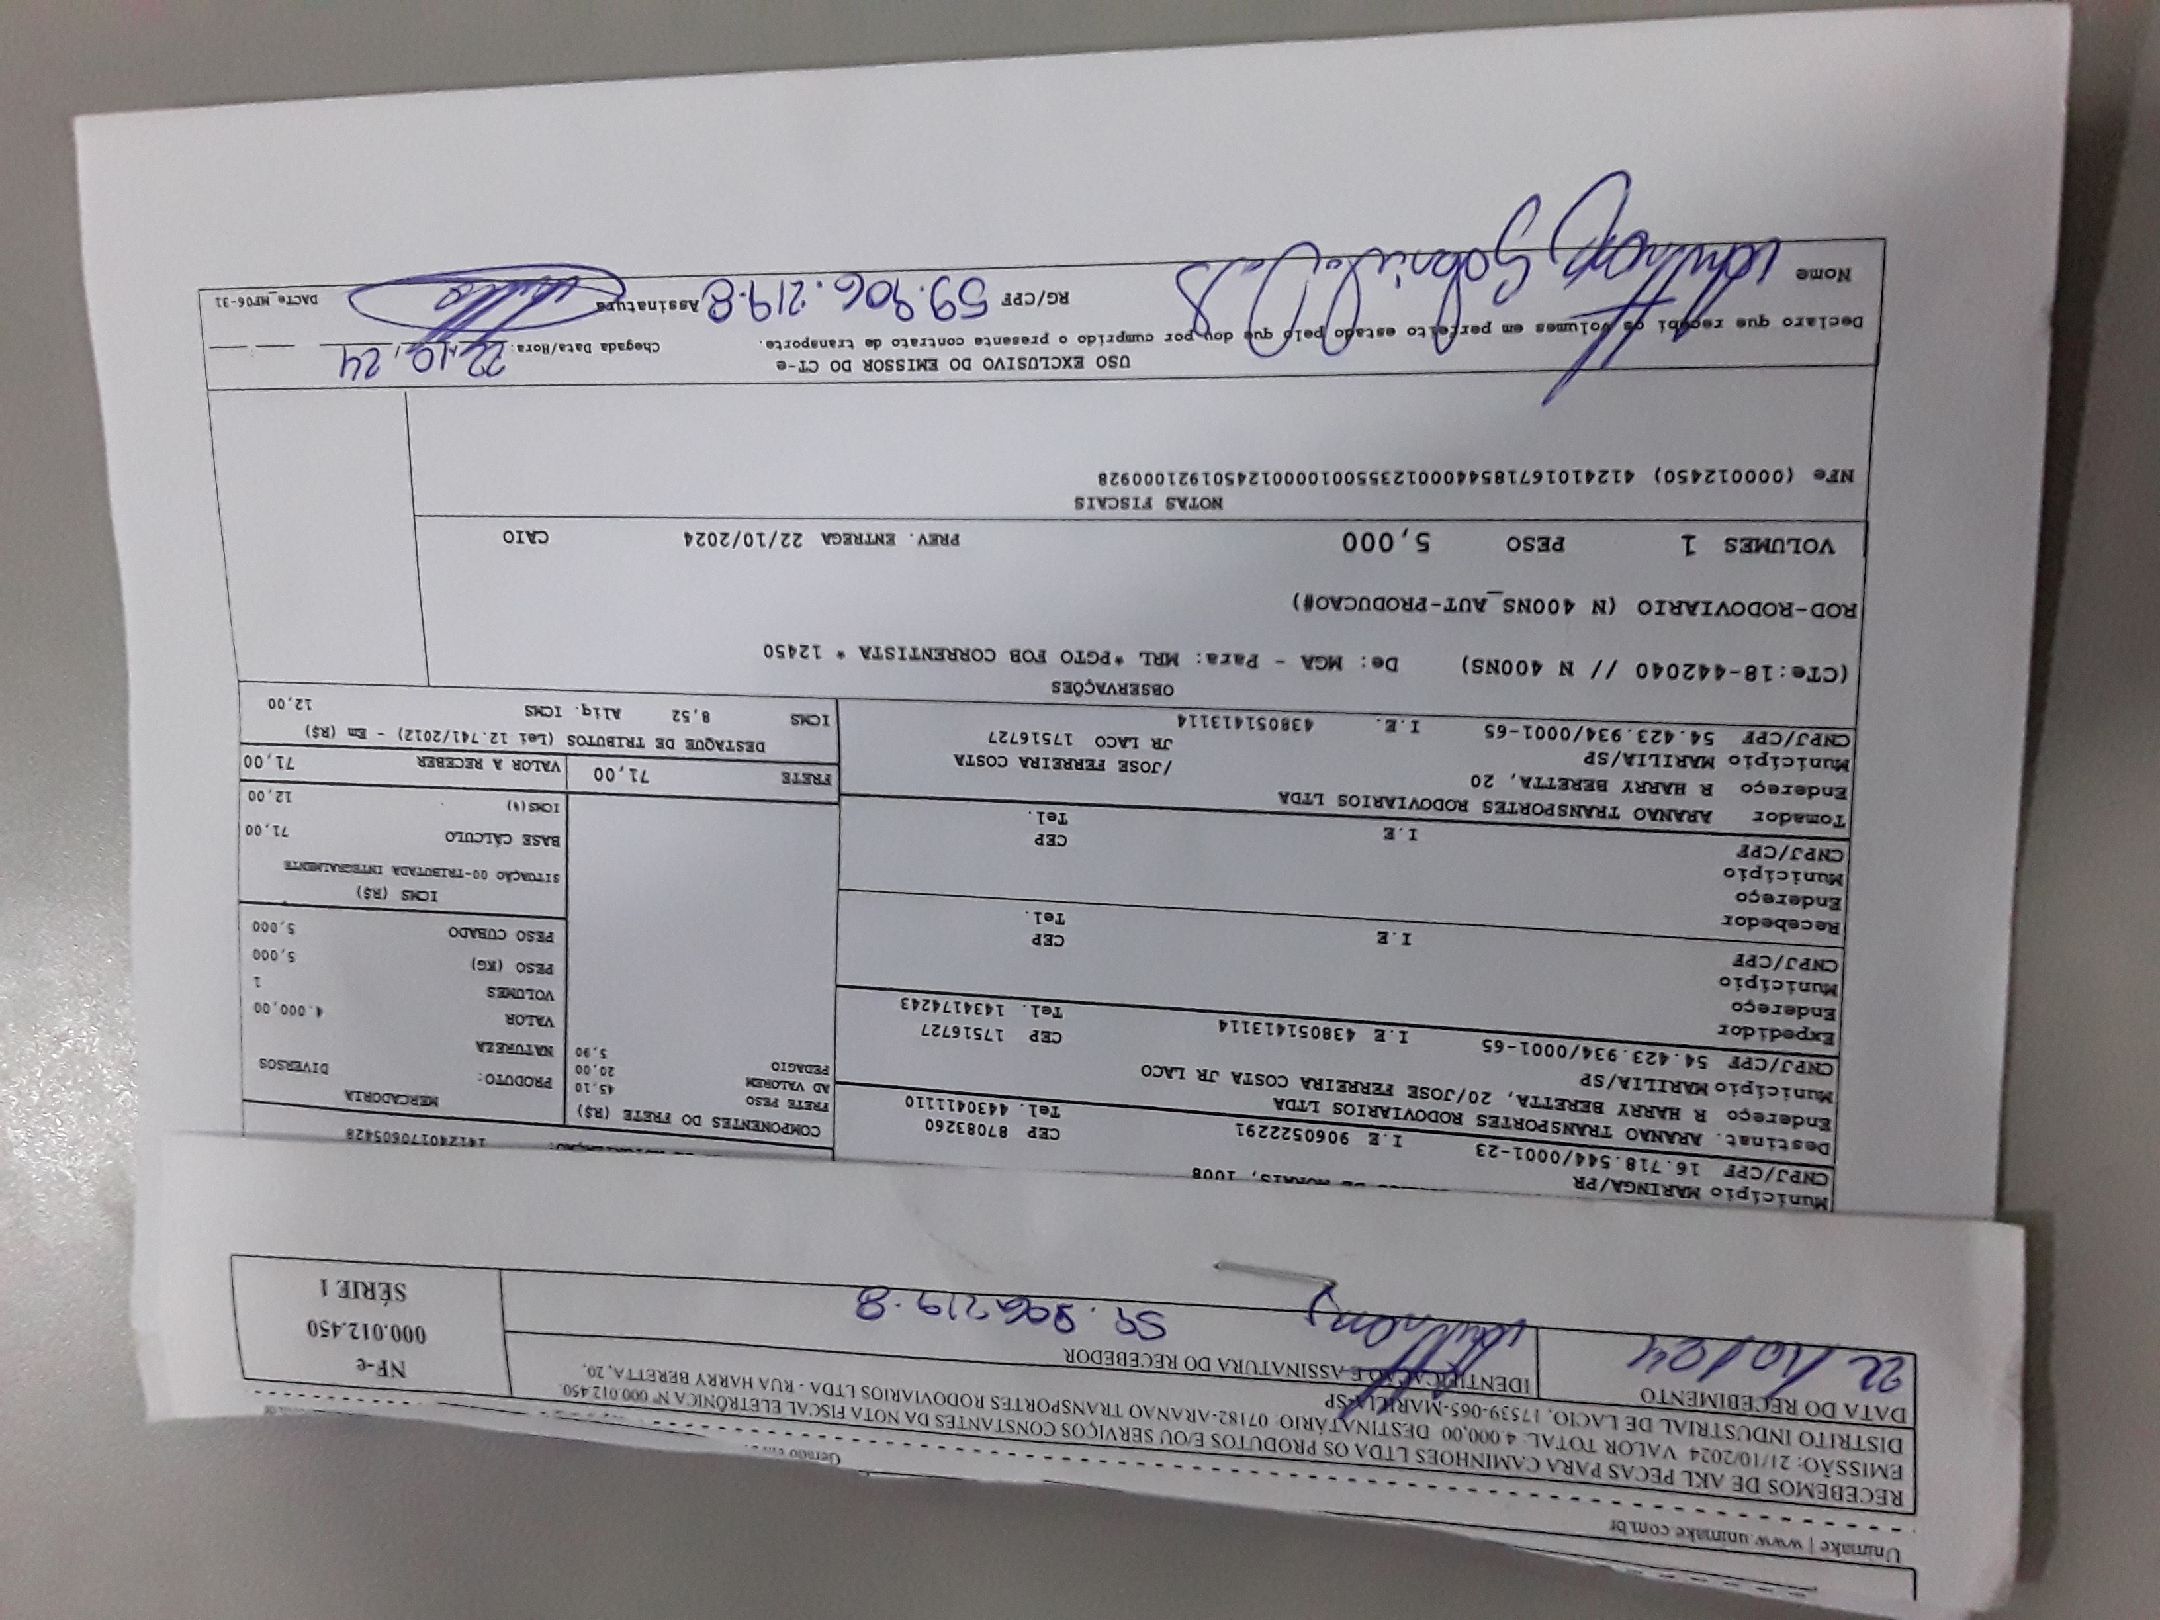 Unimake | www.unimake.com.br
Gerado em
RECEBEMOS DE AKL PECAS PARA CAMINHOES LTDA OS PRODUTOS E/OU SERVIÇOS CONSTANTES DA NOTA FISCAL ELETRÔNICA Nº 000.012.450.
EMISSÃO: 21/10/2024 VALOR TOTAL: 4.000,00 DESTINATÁRIO: 07182-ARANAO TRANSPORTES RODOVIARIOS LTDA - RUA HARRY BERETTA, 20,
DISTRITO INDUSTRIAL DE LACIO, 17539-065-MARILIA-SP
DATA DO RECEBIMENTO
22/10/24
IDENTIFICAÇÃO E ASSINATURA DO RECEBEDOR
59.906.219-8
NF-e
000.012.450
SÉRIE 1
DE MORAIS, 1008
Município MARINGA/PR
CEP 87083260
CNPJ/CPF 16.718.544/0001-23 I.E 9060522291 Tel. 4430411110
Destinat. ARANAO TRANSPORTES RODOVIARIOS LTDA
Endereço R HARRY BERETTA, 20/JOSE FERREIRA COSTA JR LACO
Município MARILIA/SP CEP 17516727
CNPJ/CPF 54.423.934/0001-65 I.E 438051413114 Tel. 1434174243
Expedidor
Endereço
Município CEP
CNPJ/CPF I.E Tel.
Recebedor
Endereço
Município CEP
CNPJ/CPF I.E Tel.
Tomador ARANAO TRANSPORTES RODOVIARIOS LTDA
Endereço R HARRY BERETTA, 20 /JOSE FERREIRA COSTA
Município MARILIA/SP JR LACO 17516727
CNPJ/CPF 54.423.934/0001-65 I.E. 438051413114
141240170605428
COMPONENTES DO FRETE (R$)
FRETE PESO 45,10
AD VALOREM 20,00
PEDAGIO 5,90
MERCADORIA
PRODUTO: DIVERSOS
NATUREZA
VALOR 4.000,00
VOLUMES 1
PESO (KG) 5,000
PESO CUBADO 5,000
ICMS (R$)
SITUAÇÃO 00-TRIBUTADA INTEGRALMENTE
BASE CÁLCULO 71,00
ICMS(%) 12,00
FRETE 71,00 VALOR A RECEBER 71,00
DESTAQUE DE TRIBUTOS (Lei 12.741/2012) - Em (R$)
ICMS 8,52 Aliq. ICMS 12,00
OBSERVAÇÕES
(CTe:18-442040 // N 400NS) De: MGA - Para: MRL *PGTO FOB CORRENTISTA * 12450
ROD-RODOVIARIO (N 400NS_AUT-PRODUCAO#)
VOLUMES 1 PESO 5,000 PREV. ENTREGA 22/10/2024 CAIO
NOTAS FISCAIS
NFe (000012450) 41241016718544000123550010000124501921000928
USO EXCLUSIVO DO EMISSOR DO CT-e
Declaro que recebi os volumes em perfeito estado pelo que dou por cumprido o presente contrato de transporte.
Chegada Data/Hora: 22,10,24
Nome
RG/CPF 59.906.219-8 Assinatura
DACTe_MF06-31